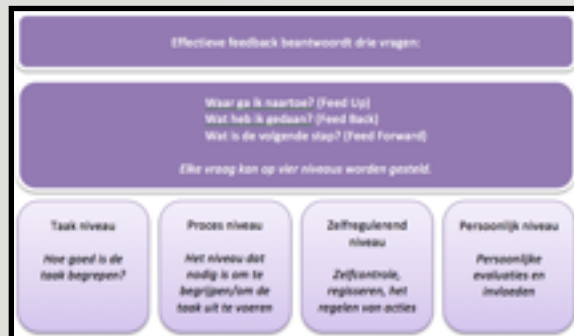 Effectieve feedback beantwoordt drie vragen:
Waar ga ik naartoe? (Feed Up)
Wat heb ik gedaan? (Feed Back)
Wat is de volgende stap? (Feed Forward)
Elke vraag kan op vier niveaus worden gesteld.
Taak niveau
Hoe goed is de
taak begrepen?
Proces niveau
Het niveau dat
nodig is om te
begrijpen/om de
taak uit te voeren
Zelfregulerend
niveau
Zelfcontrole,
regisseren, het
regelen van acties
Persoonlijk niveau
Persoonlijke
evaluaties en
invloeden